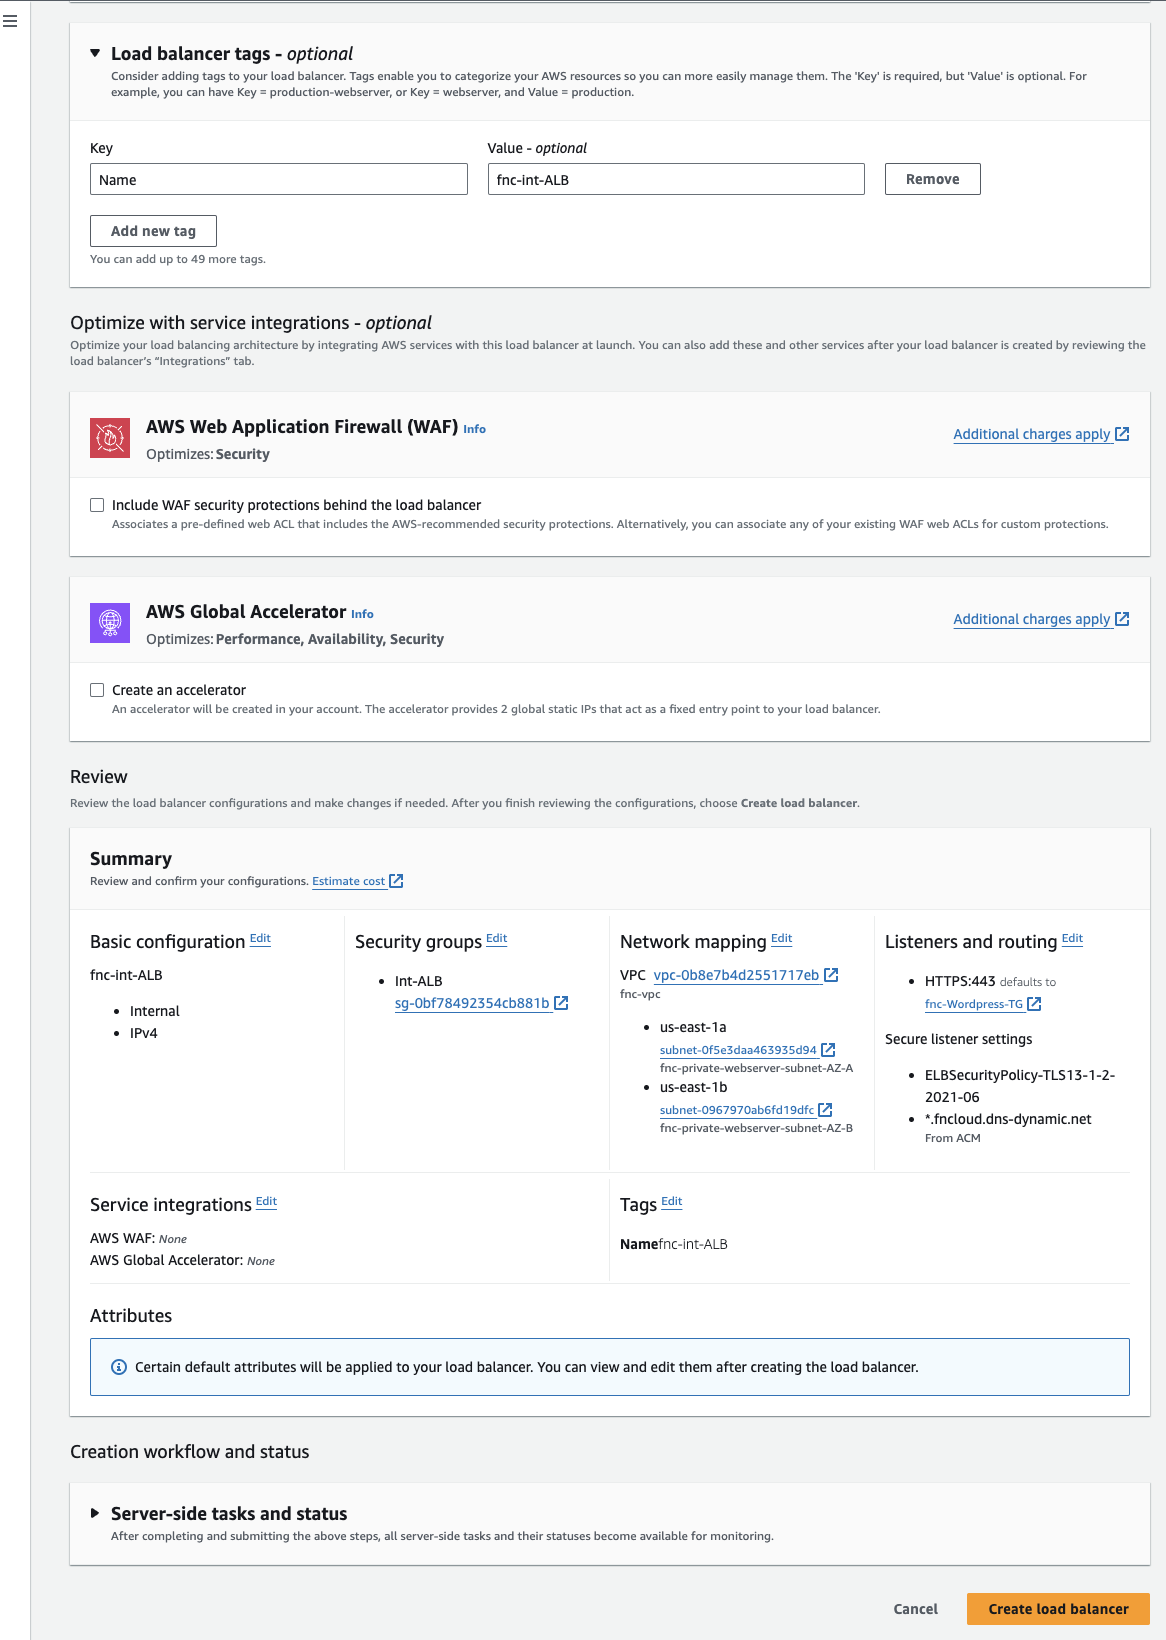 Load balancer tags - optional
Consider adding tags to your load balancer. Tags enable you to categorize your AWS resources so you can more easily manage them. The 'Key' is required, but 'Value' is optional. For
example, you can have Key = production-webserver, or Key = webserver, and Value = production.
Key
Value - optional
Name
fnc-int-ALB
Remove
Add new tag
You can add up to 49 more tags.
Optimize with service integrations - optional
Optimize your load balancing architecture by integrating AWS services with this load balancer at launch. You can also add these and other services after your load balancer is created by reviewing the
load balancer's “Integrations” tab.
AWS Web Application Firewall (WAF) Info
Optimizes: Security
Additional charges apply
Include WAF security protections behind the load balancer
Associates a pre-defined web ACL that includes the AWS-recommended security protections. Alternatively, you can associate any of your existing WAF web ACLs for custom protections.
AWS Global Accelerator Info
Optimizes: Performance, Availability, Security
Additional charges apply
Create an accelerator
An accelerator will be created in your account. The accelerator provides 2 global static IPs that act as a fixed entry point to your load balancer.
Review
Review the load balancer configurations and make changes if needed. After you finish reviewing the configurations, choose Create load balancer.
Summary
Review and confirm your configurations. Estimate cost
Basic configuration Edit
fnc-int-ALB
• Internal
• IPv4
Security groups Edit
• Int-ALB
sg-0bf78492354cb881b
Network mapping Edit
VPC vpc-0b8e7b4d2551717eb
fnc-vpc
• us-east-1a
subnet-0f5e3daa463935d94
fnc-private-webserver-subnet-AZ-A
• us-east-1b
subnet-0967970ab6fd19dfc
fnc-private-webserver-subnet-AZ-B
Listeners and routing Edit
• HTTPS:443 defaults to
fnc-Wordpress-TG
Secure listener settings
• ELBSecurityPolicy-TLS13-1-2-
2021-06
• *.fncloud.dns-dynamic.net
From ACM
Service integrations Edit
AWS WAF: None
AWS Global Accelerator: None
Tags Edit
Namefnc-int-ALB
Attributes
Certain default attributes will be applied to your load balancer. You can view and edit them after creating the load balancer.
Creation workflow and status
Server-side tasks and status
After completing and submitting the above steps, all server-side tasks and their statuses become available for monitoring.
Cancel
Create load balancer